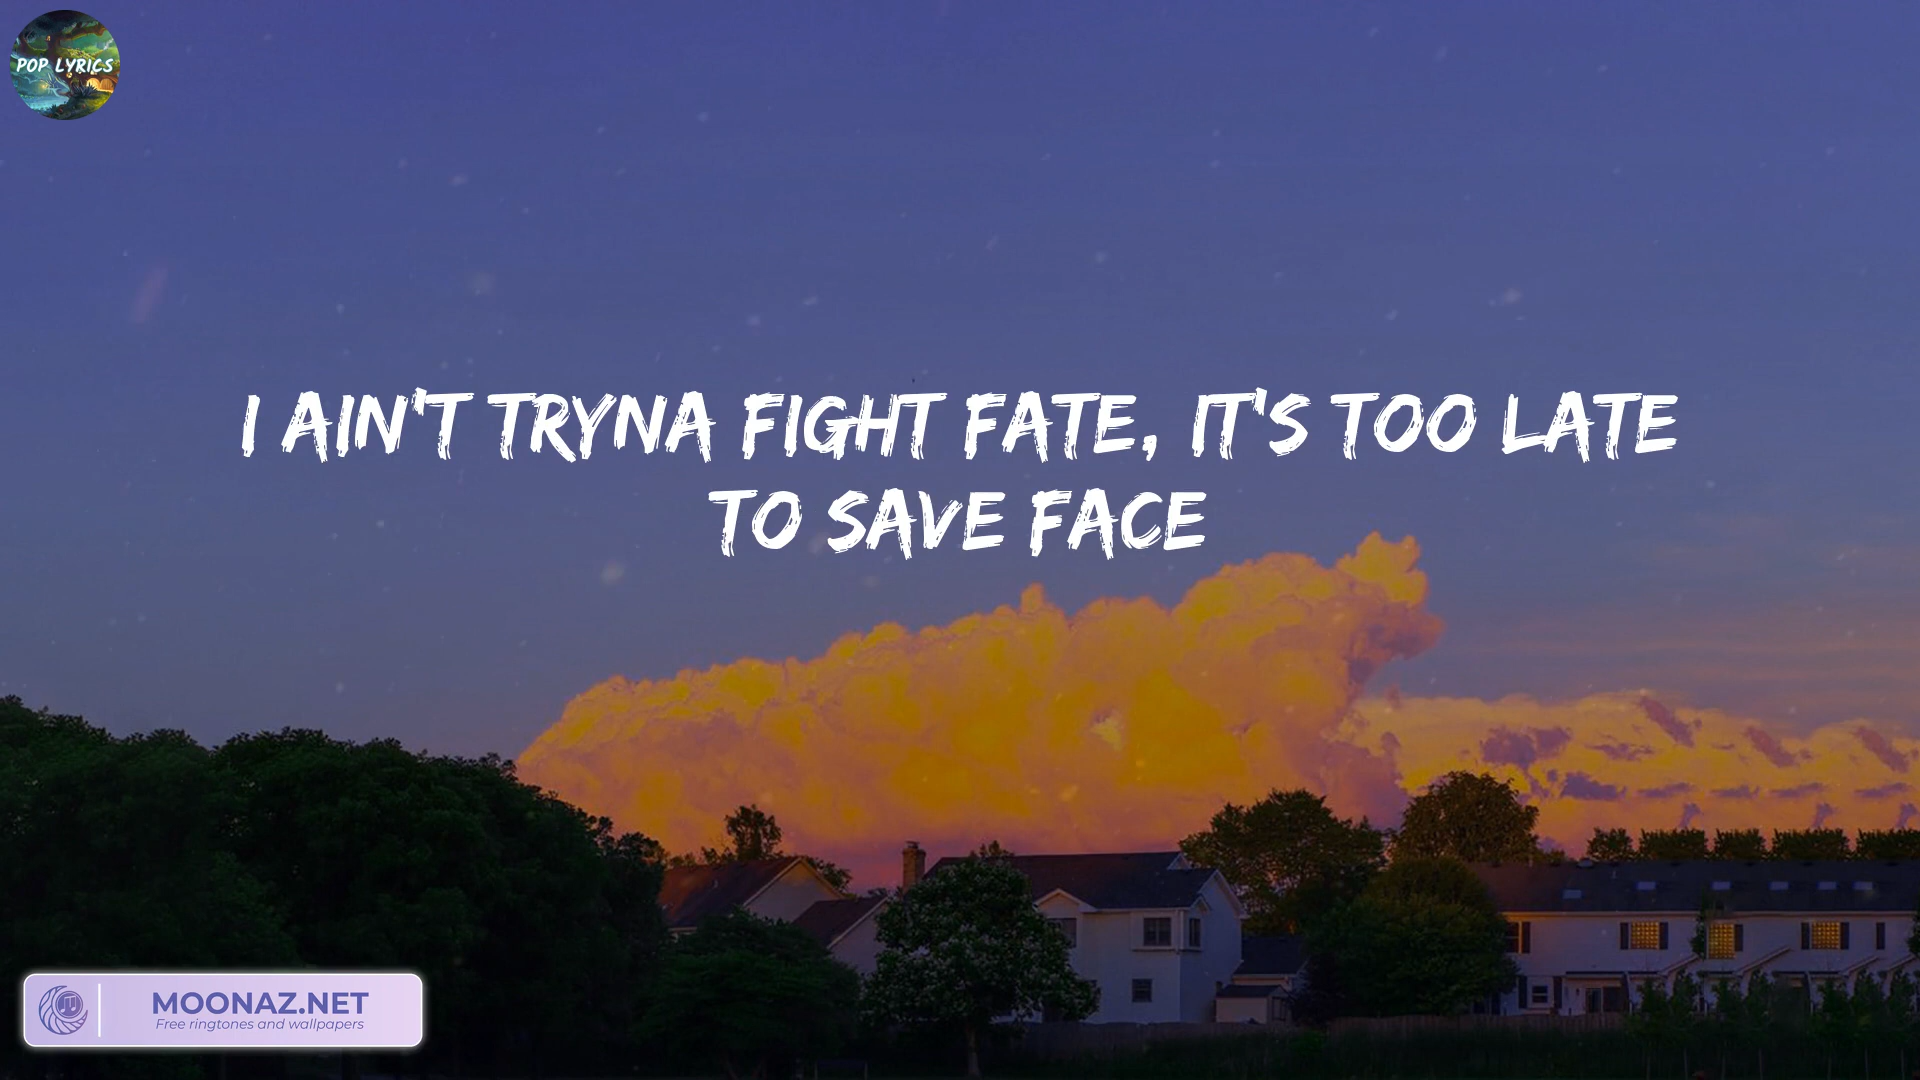 POP LYRICS
I AIN'T TRYNA FIGHT FATE, IT'S TOO LATE
TO SAVE FACE
MOONAZ.NET
Free ringtones and wallpapers